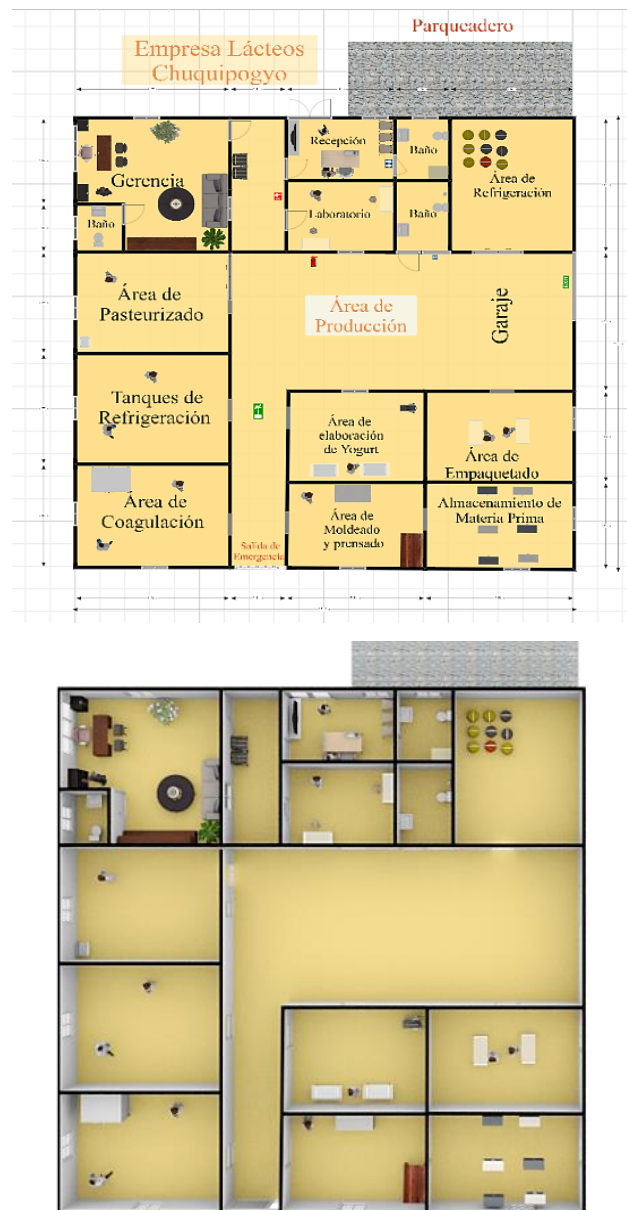 Parqueadero
Empresa Lácteos
Chuquipogyo
Recepción
Baño
Gerencia
Área de
Refrigeración
Laboratorio
Baño
Baño
Área de
Pasteurizado
Área de
Producción
Garaje
Tanques de
Refrigeración
Área de
elaboración
de Yogurt
Área de
Empaquetado
Área de
Coagulación
Almacenamiento de
Materia Prima
Área de
Moldeado
y prensado
Salida de
Emergencia